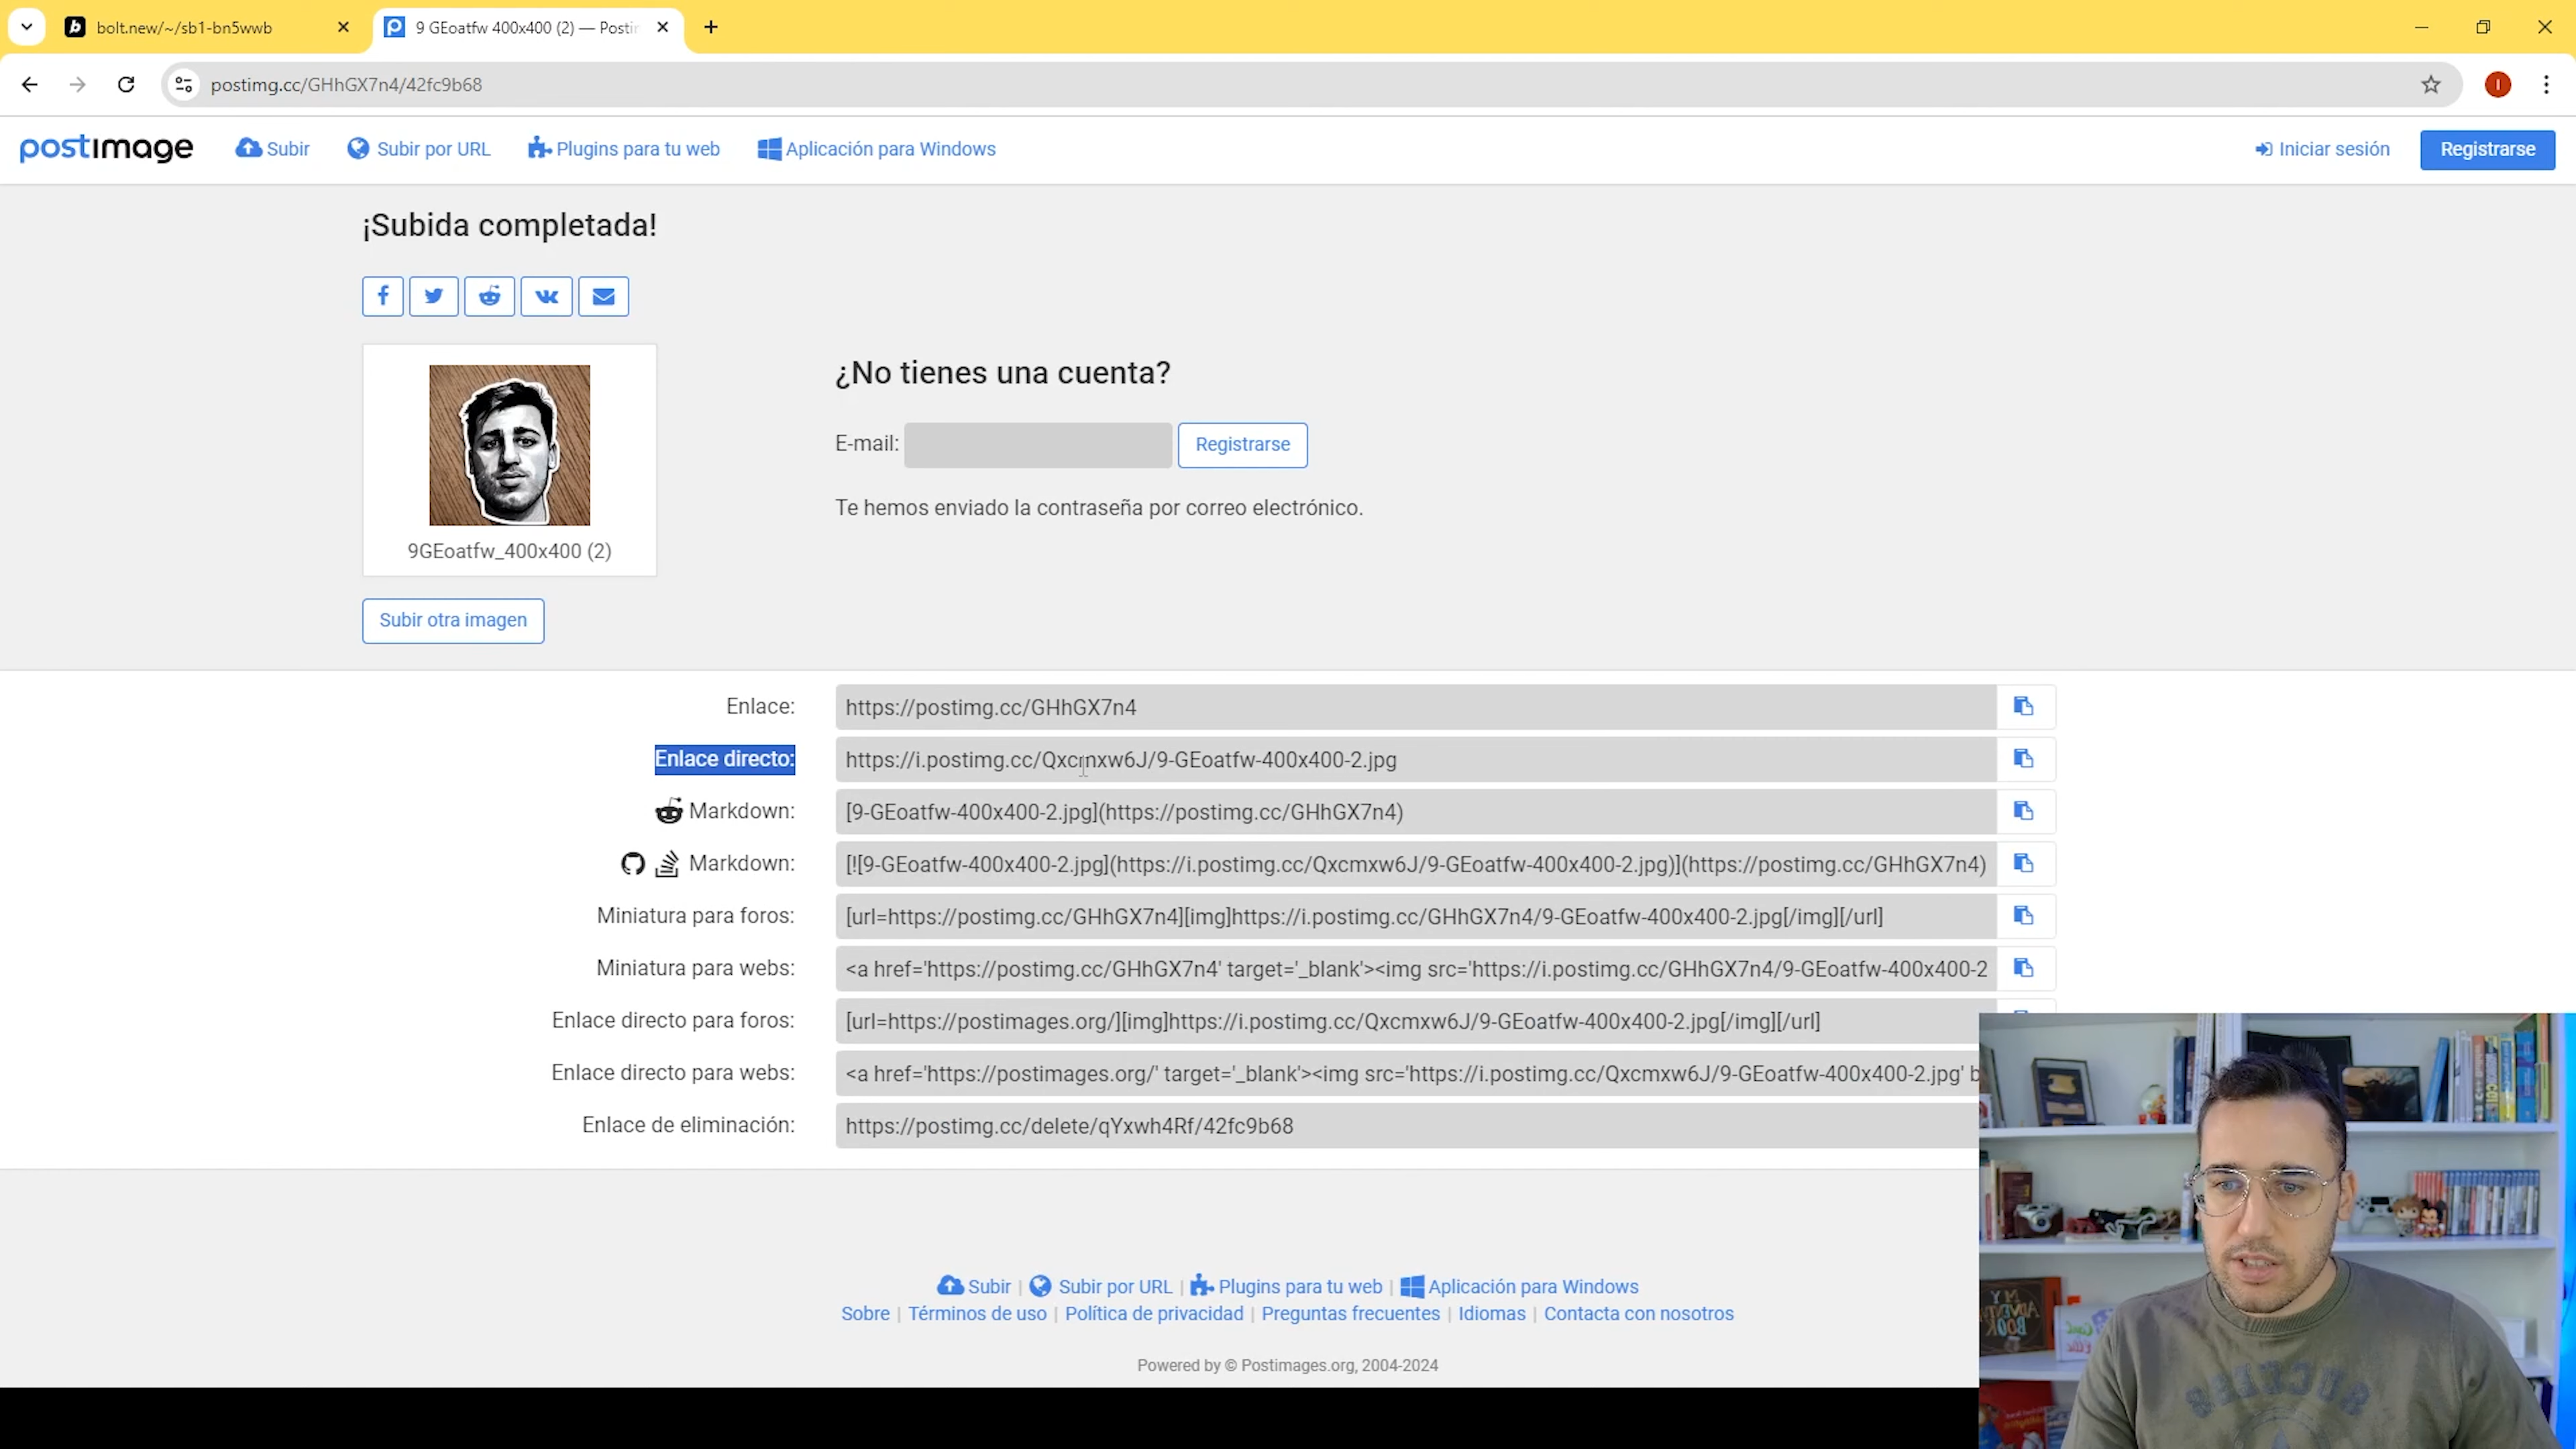 bolt.new/~/sb1-bn5wwb
9 GEoatfw 400x400 (2) — Postin
postimg.cc/GHhGX7n4/42fc9b68
postimage
Subir
Subir por URL
Plugins para tu web
Aplicación para Windows
Iniciar sesión
Registrarse
I
¡Subida completada!
9GEoatfw_400x400 (2)
Subir otra imagen
¿No tienes una cuenta?
E-mail:
Registrarse
Te hemos enviado la contraseña por correo electrónico.
Enlace: https://postimg.cc/GHhGX7n4
Enlace directo: https://i.postimg.cc/Qxcmxw6J/9-GEoatfw-400x400-2.jpg
Markdown: [9-GEoatfw-400x400-2.jpg](https://postimg.cc/GHhGX7n4)
Markdown: [![9-GEoatfw-400x400-2.jpg](https://i.postimg.cc/Qxcmxw6J/9-GEoatfw-400x400-2.jpg)](https://postimg.cc/GHhGX7n4)
Miniatura para foros: [url=https://postimg.cc/GHhGX7n4][img]https://i.postimg.cc/GHhGX7n4/9-GEoatfw-400x400-2.jpg[/img][/url]
Miniatura para webs: <a href='https://postimg.cc/GHhGX7n4' target='_blank'><img src='https://i.postimg.cc/GHhGX7n4/9-GEoatfw-400x400-2
Enlace directo para foros: [url=https://postimages.org/][img]https://i.postimg.cc/Qxcmxw6J/9-GEoatfw-400x400-2.jpg[/img][/url]
Enlace directo para webs: <a href='https://postimages.org/' target='_blank'><img src='https://i.postimg.cc/Qxcmxw6J/9-GEoatfw-400x400-2.jpg' b
Enlace de eliminación: https://postimg.cc/delete/qYxwh4Rf/42fc9b68
Subir | Subir por URL | Plugins para tu web | Aplicación para Windows
Sobre | Términos de uso | Política de privacidad | Preguntas frecuentes | Idiomas | Contacta con nosotros
Powered by © Postimages.org, 2004-2024
MY
ADVENTURE
BOOK
SUCCESS